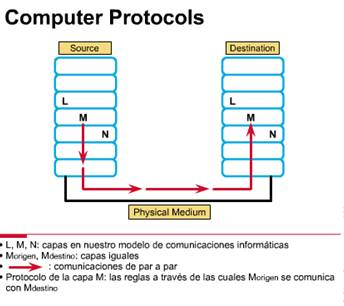 Computer Protocols
Source
Destination
L
L
M
M
N
N
Physical Medium
• L, M, N: capas en nuestro modelo de comunicaciones informáticas
• Morigen, Mdestino: capas iguales
• : comunicaciones de par a par
• Protocolo de la capa M: las reglas a través de las cuales Morigen se comunica
con Mdestino